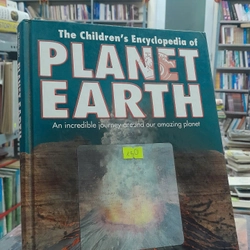 The Children's Encyclopedia of
PLANET
EARTH
An incredible journey around our amazing planet